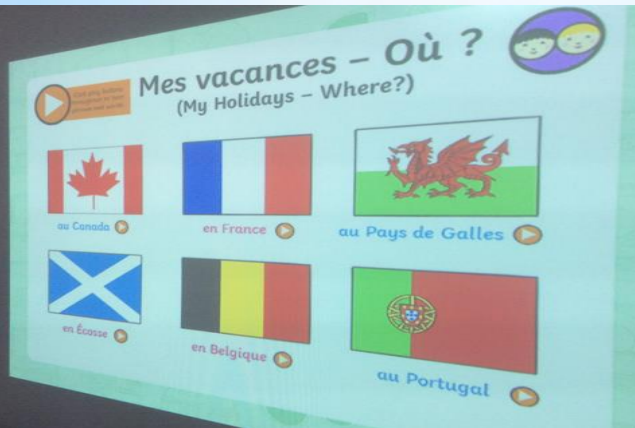 Mes vacances – Où ?
(My Holidays – Where?)
au Canada
en France
au Pays de Galles
en Écosse
en Belgique
au Portugal